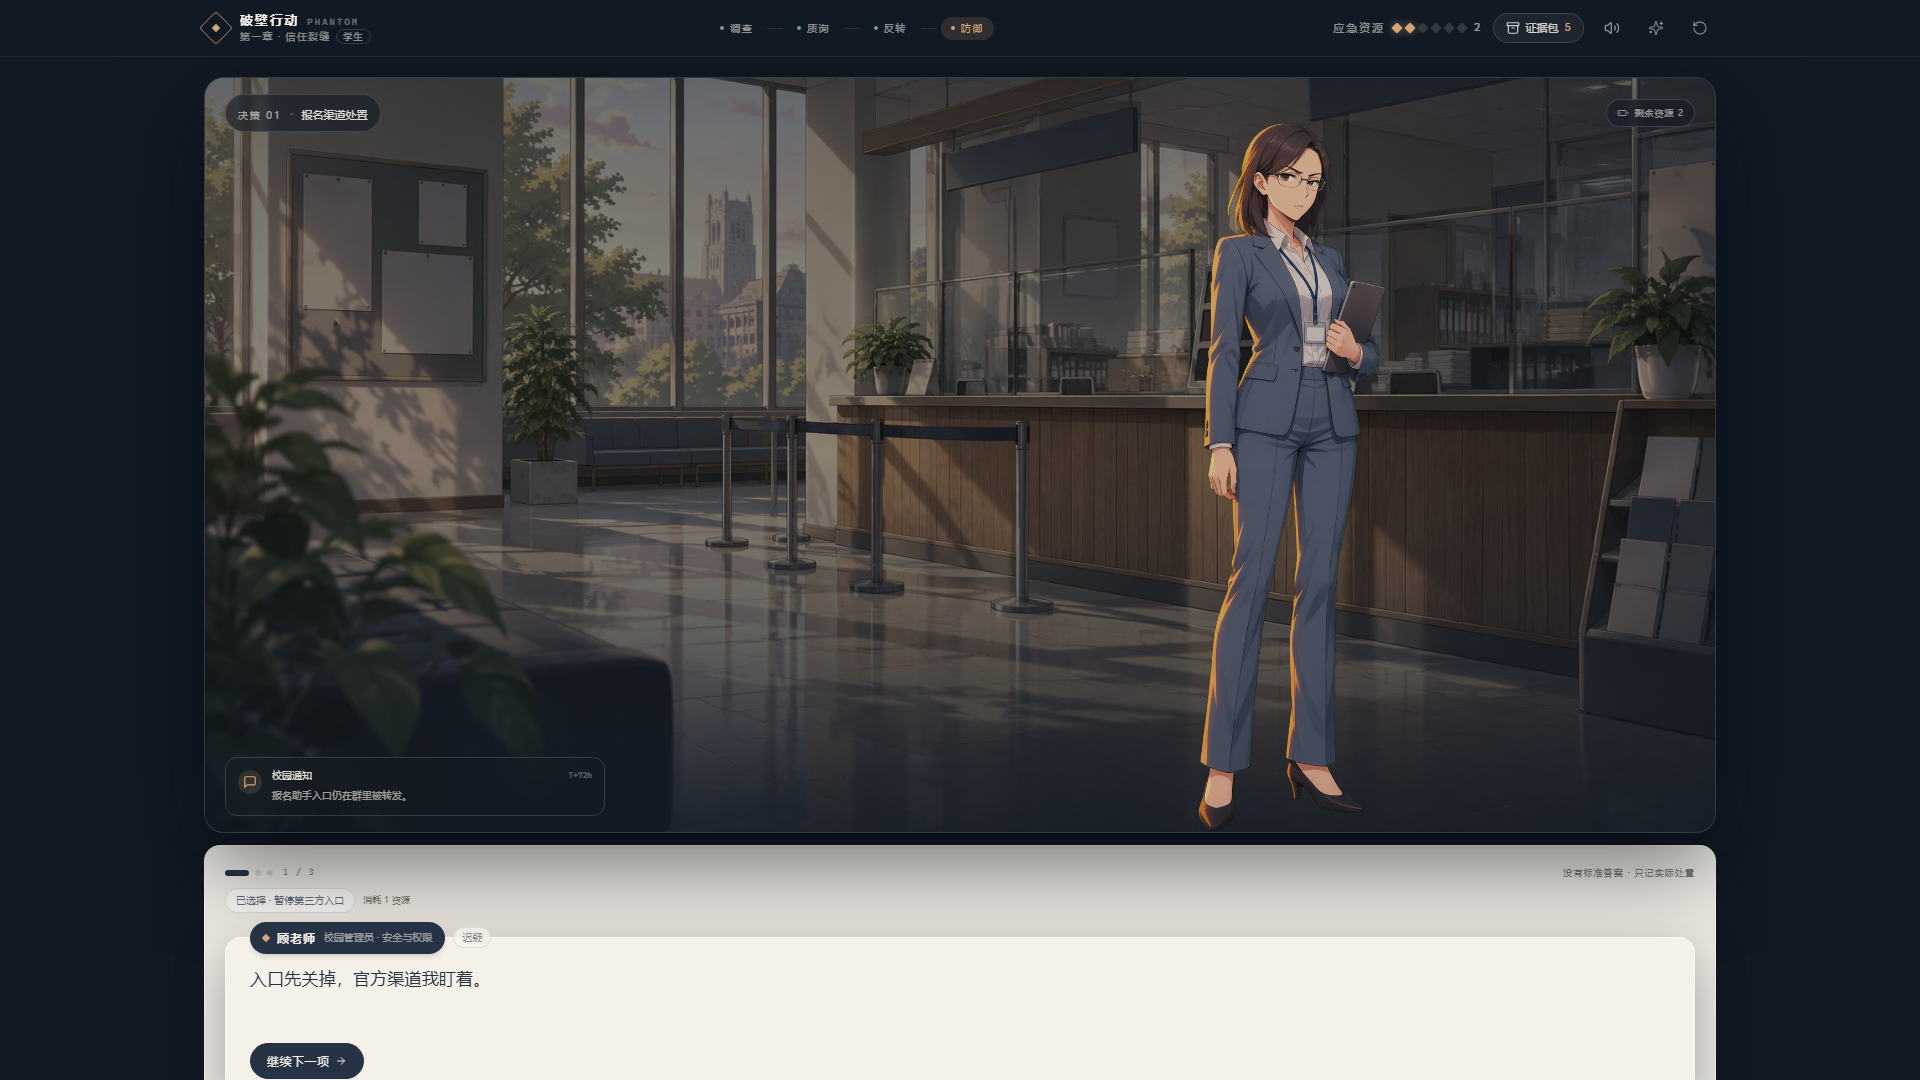 破壁行动 PHANTOM
第一章 · 信任裂缝 学生
调查
质询
反转
防御
应急资源 2
证据包 5
决策 01 · 报名渠道处置
剩余资源 2
校园通知 T+72h
报名助手入口仍在群里被转发。
1 / 3
没有标准答案 · 只记实际处置
已选择 · 暂停第三方入口 消耗 1 资源
顾老师 校园管理员 · 安全与权限 迟疑
入口先关掉，官方渠道我盯着。
继续下一项 →